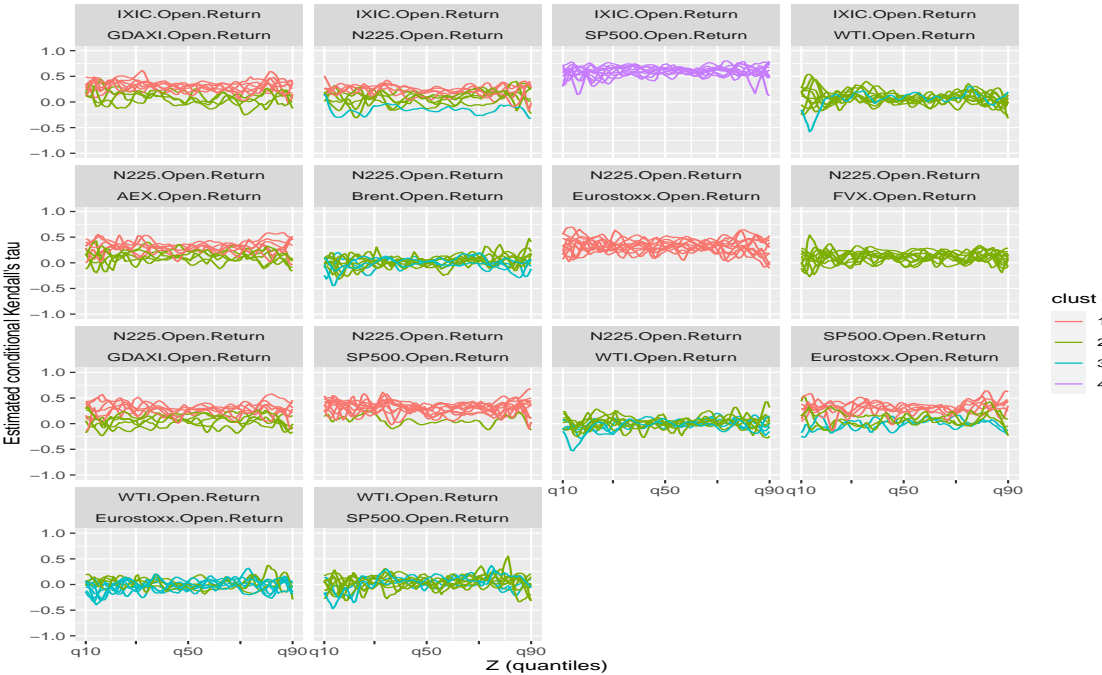 IXIC.Open.Return IXIC.Open.Return IXIC.Open.Return IXIC.Open.Return
GDAXI.Open.Return N225.Open.Return SP500.Open.Return WTI.Open.Return
1.0
0.5
0.0
−0.5
−1.0
N225.Open.Return N225.Open.Return N225.Open.Return N225.Open.Return
AEX.Open.Return Brent.Open.Return Eurostoxx.Open.Return FVX.Open.Return
1.0
0.5
0.0
−0.5
−1.0
N225.Open.Return N225.Open.Return N225.Open.Return SP500.Open.Return
GDAXI.Open.Return SP500.Open.Return WTI.Open.Return Eurostoxx.Open.Return
1.0
0.5
0.0
−0.5
−1.0
q10 q50 q90 q10 q50 q90
WTI.Open.Return WTI.Open.Return
Eurostoxx.Open.Return SP500.Open.Return
1.0
0.5
0.0
−0.5
−1.0
q10 q50 q90 q10 q50 q90
Z (quantiles)
Estimated conditional Kendall's tau
clust
1
2
3
4